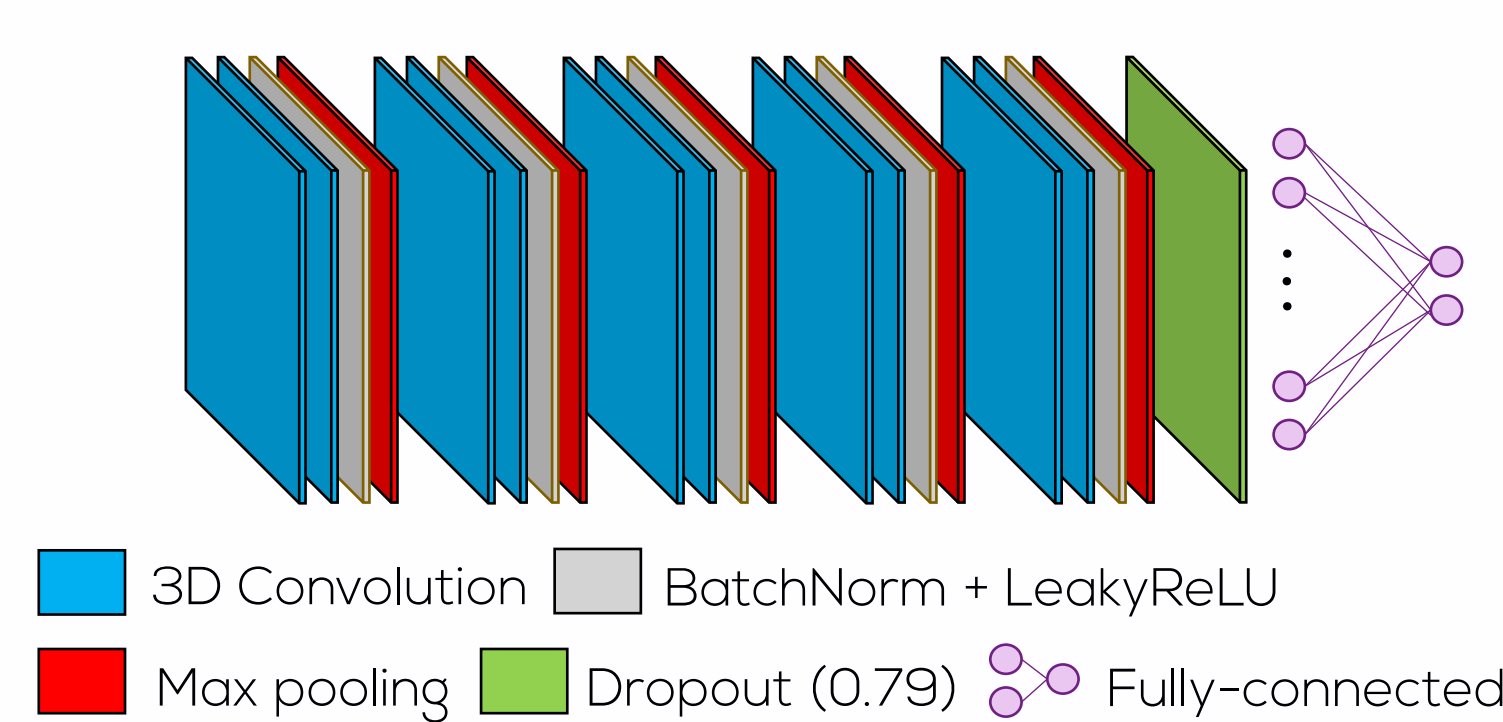 3D Convolution BatchNorm + LeakyReLU
Max pooling Dropout (0.79) Fully-connected